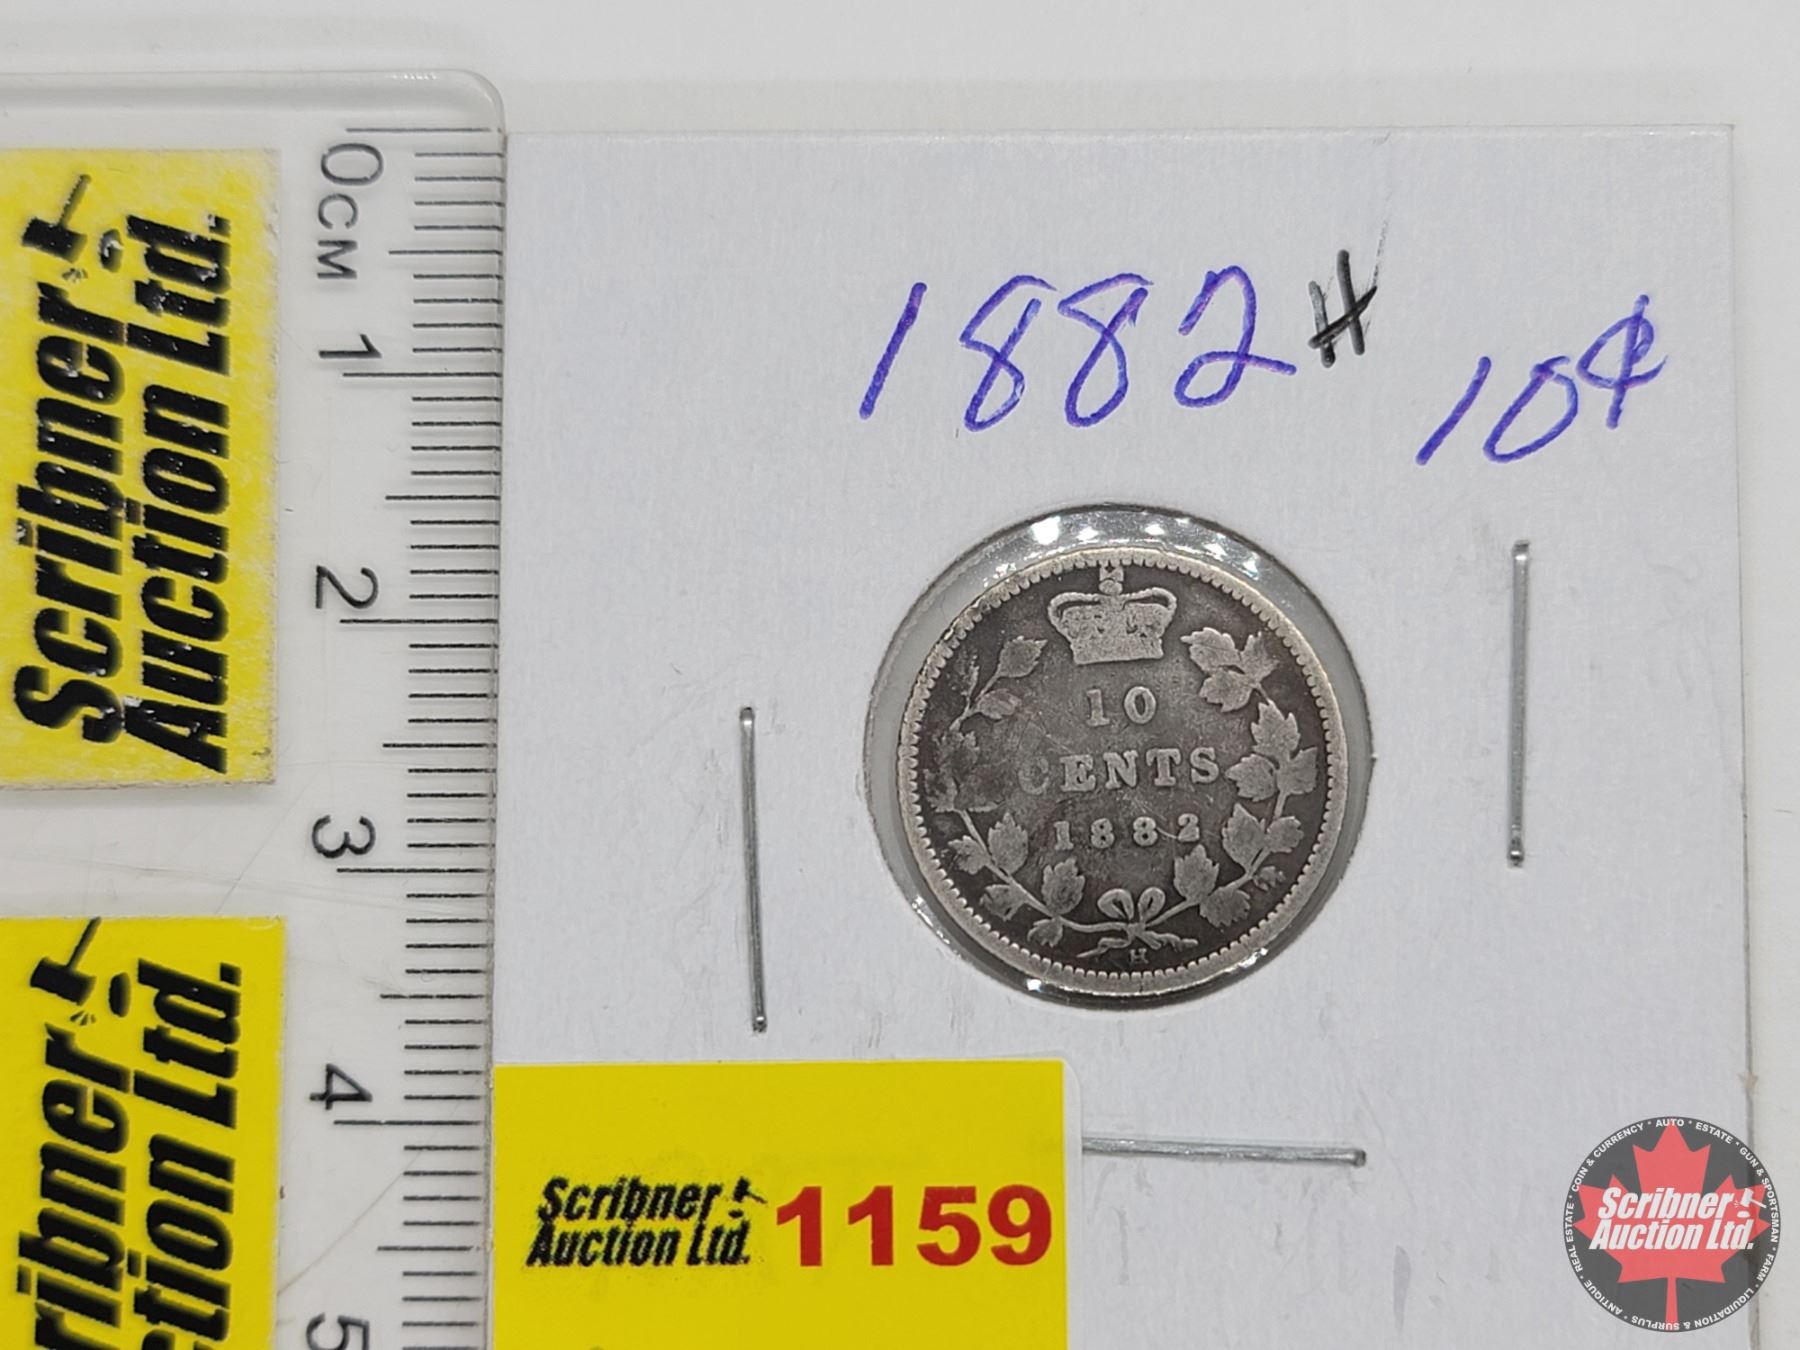 0CM
1
2
3
4
5
Scribner
Auction Ltd.
Scribner
Auction Ltd.
1882H 10¢
10
CENTS
1882
H
Scribner
Auction Ltd.
1159
COIN & CURRENCY * AUTO * ESTATE * GUN & SPORTSMAN * FARM * LIQUIDATION & SURPLUS * ANTIQUE * REAL ESTATE *
Scribner
Auction Ltd.